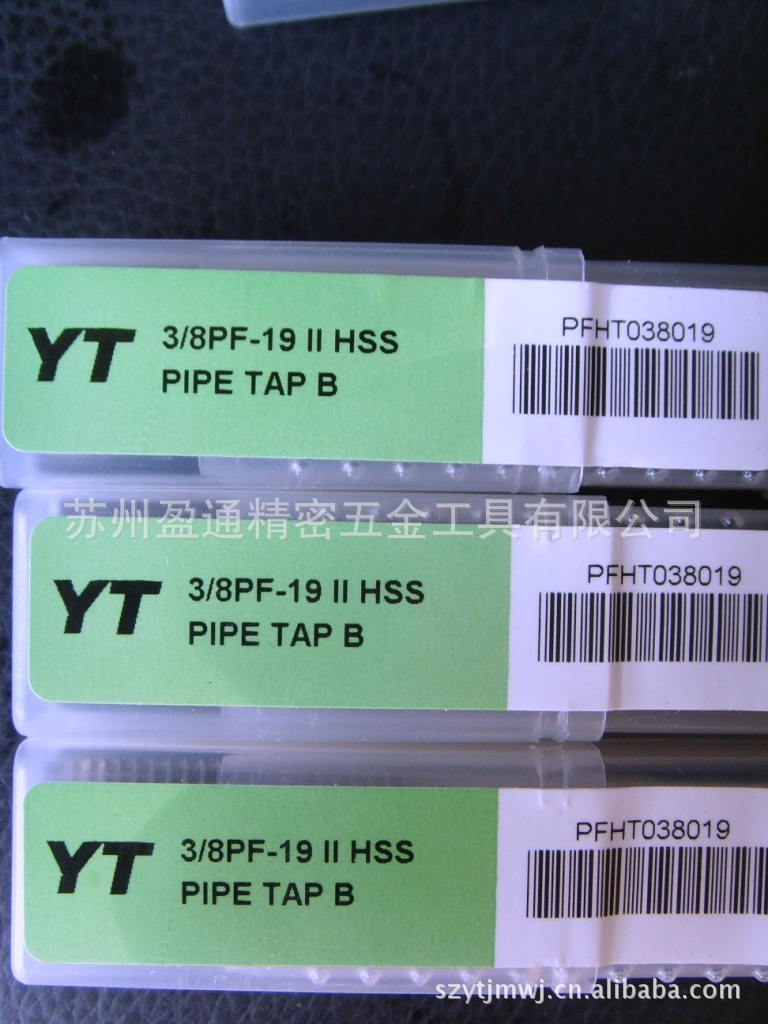 YT
3/8PF-19 II HSS
PIPE TAP B
PFHT038019
苏州盈通精密五金工具有限公司
YT
3/8PF-19 II HSS
PIPE TAP B
PFHT038019
YT
3/8PF-19 II HSS
PIPE TAP B
PFHT038019
szytjmwj.cn.alibaba.com